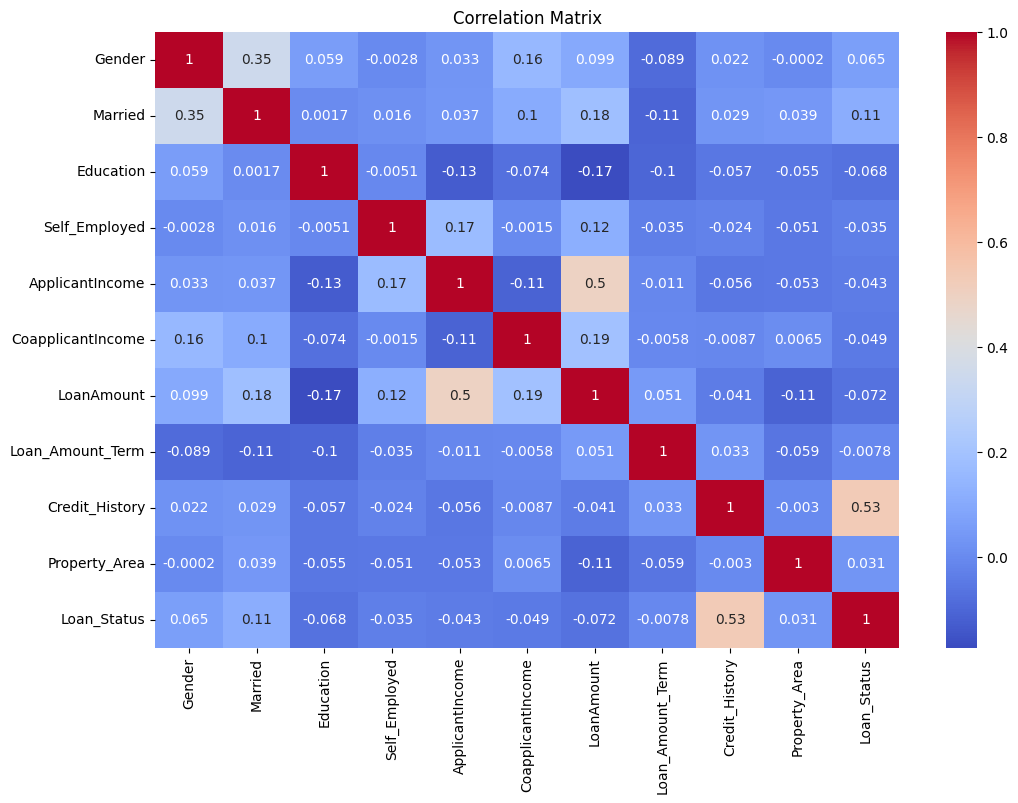 Correlation Matrix
Gender 1 0.35 0.059 -0.0028 0.033 0.16 0.099 -0.089 0.022 -0.0002 0.065
Married 0.35 1 0.0017 0.016 0.037 0.1 0.18 -0.11 0.029 0.039 0.11
Education 0.059 0.0017 1 -0.0051 -0.13 -0.074 -0.17 -0.1 -0.057 -0.055 -0.068
Self_Employed -0.0028 0.016 -0.0051 1 0.17 -0.0015 0.12 -0.035 -0.024 -0.051 -0.035
ApplicantIncome 0.033 0.037 -0.13 0.17 1 -0.11 0.5 -0.011 -0.056 -0.053 -0.043
CoapplicantIncome 0.16 0.1 -0.074 -0.0015 -0.11 1 0.19 -0.0058 -0.0087 0.0065 -0.049
LoanAmount 0.099 0.18 -0.17 0.12 0.5 0.19 1 0.051 -0.041 -0.11 -0.072
Loan_Amount_Term -0.089 -0.11 -0.1 -0.035 -0.011 -0.0058 0.051 1 0.033 -0.059 -0.0078
Credit_History 0.022 0.029 -0.057 -0.024 -0.056 -0.0087 -0.041 0.033 1 -0.003 0.53
Property_Area -0.0002 0.039 -0.055 -0.051 -0.053 0.0065 -0.11 -0.059 -0.003 1 0.031
Loan_Status 0.065 0.11 -0.068 -0.035 -0.043 -0.049 -0.072 -0.0078 0.53 0.031 1
Gender
Married
Education
Self_Employed
ApplicantIncome
CoapplicantIncome
LoanAmount
Loan_Amount_Term
Credit_History
Property_Area
Loan_Status
1.0
0.8
0.6
0.4
0.2
0.0